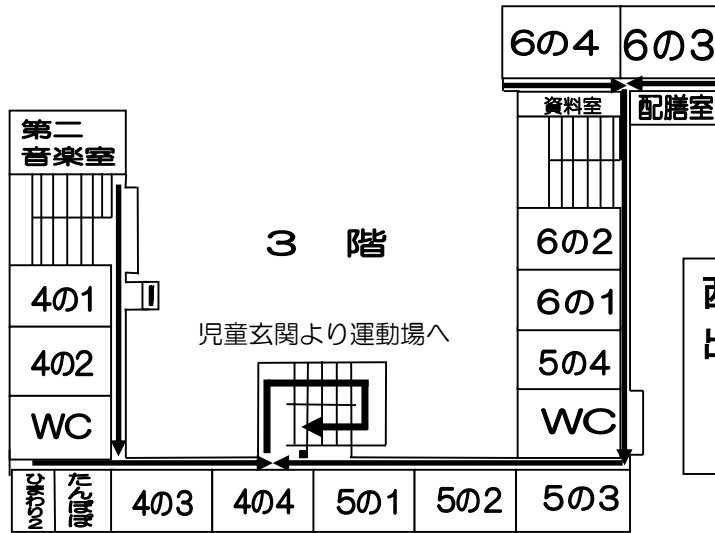 6の4
6の3
資料室
配膳室
第二
音楽室
3 階
6の2
4の1
6の1
児童玄関より運動場へ
4の2
5の4
WC
WC
ひまわり2
たんぽぽ
4の3
4の4
5の1
5の2
5の3